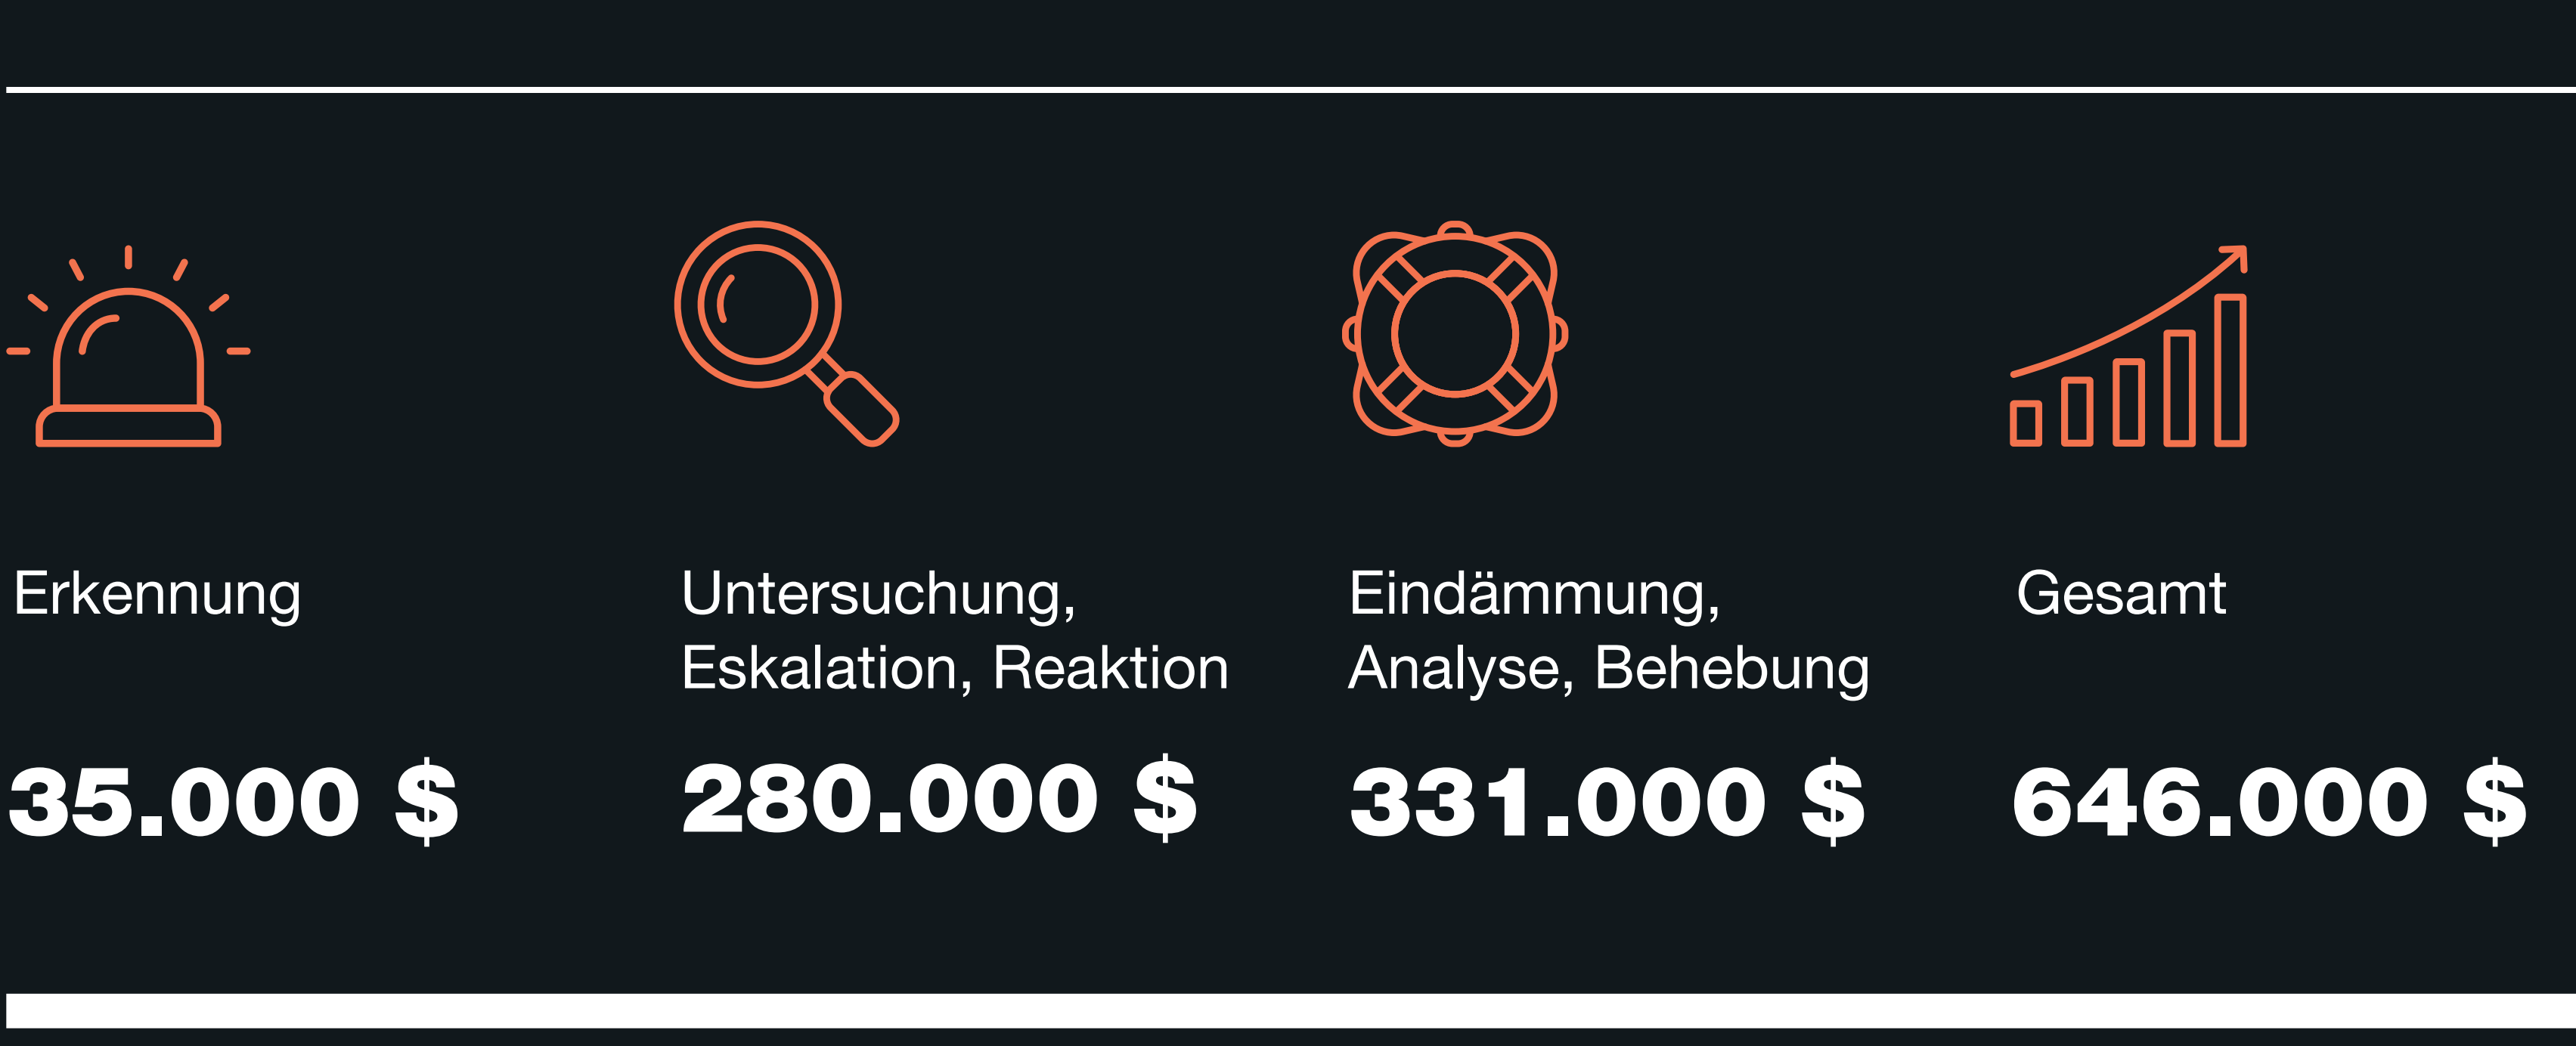 Erkennung
35.000 $
Untersuchung,
Eskalation, Reaktion
280.000 $
Eindämmung,
Analyse, Behebung
331.000 $
Gesamt
646.000 $